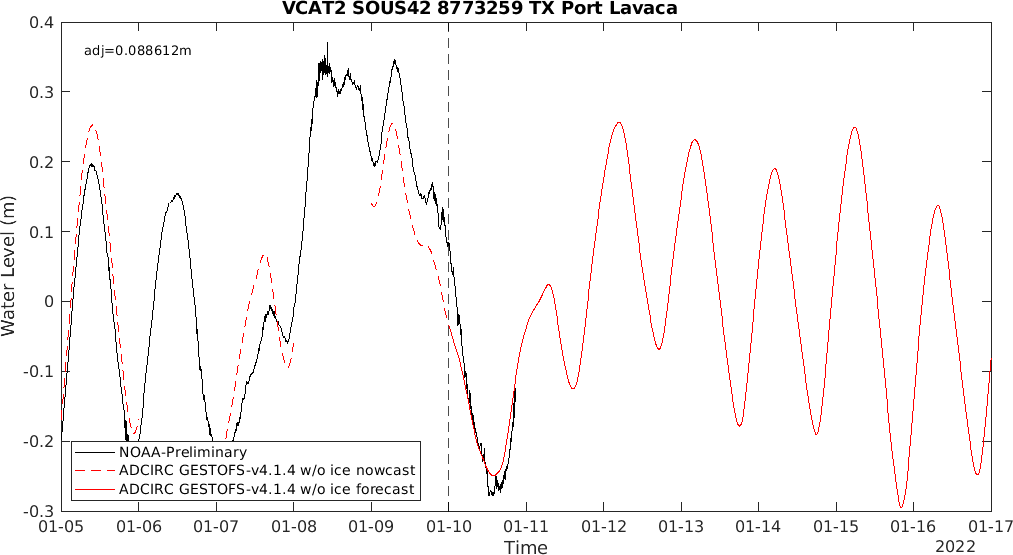 VCAT2 SOUS42 8773259 TX Port Lavaca
adj=0.088612m
Water Level (m)
0.4
0.3
0.2
0.1
0
-0.1
-0.2
-0.3
NOAA-Preliminary
ADCIRC GESTOFS-v4.1.4 w/o ice nowcast
ADCIRC GESTOFS-v4.1.4 w/o ice forecast
01-05 01-06 01-07 01-08 01-09 01-10 01-11 01-12 01-13 01-14 01-15 01-16 01-17
Time
2022